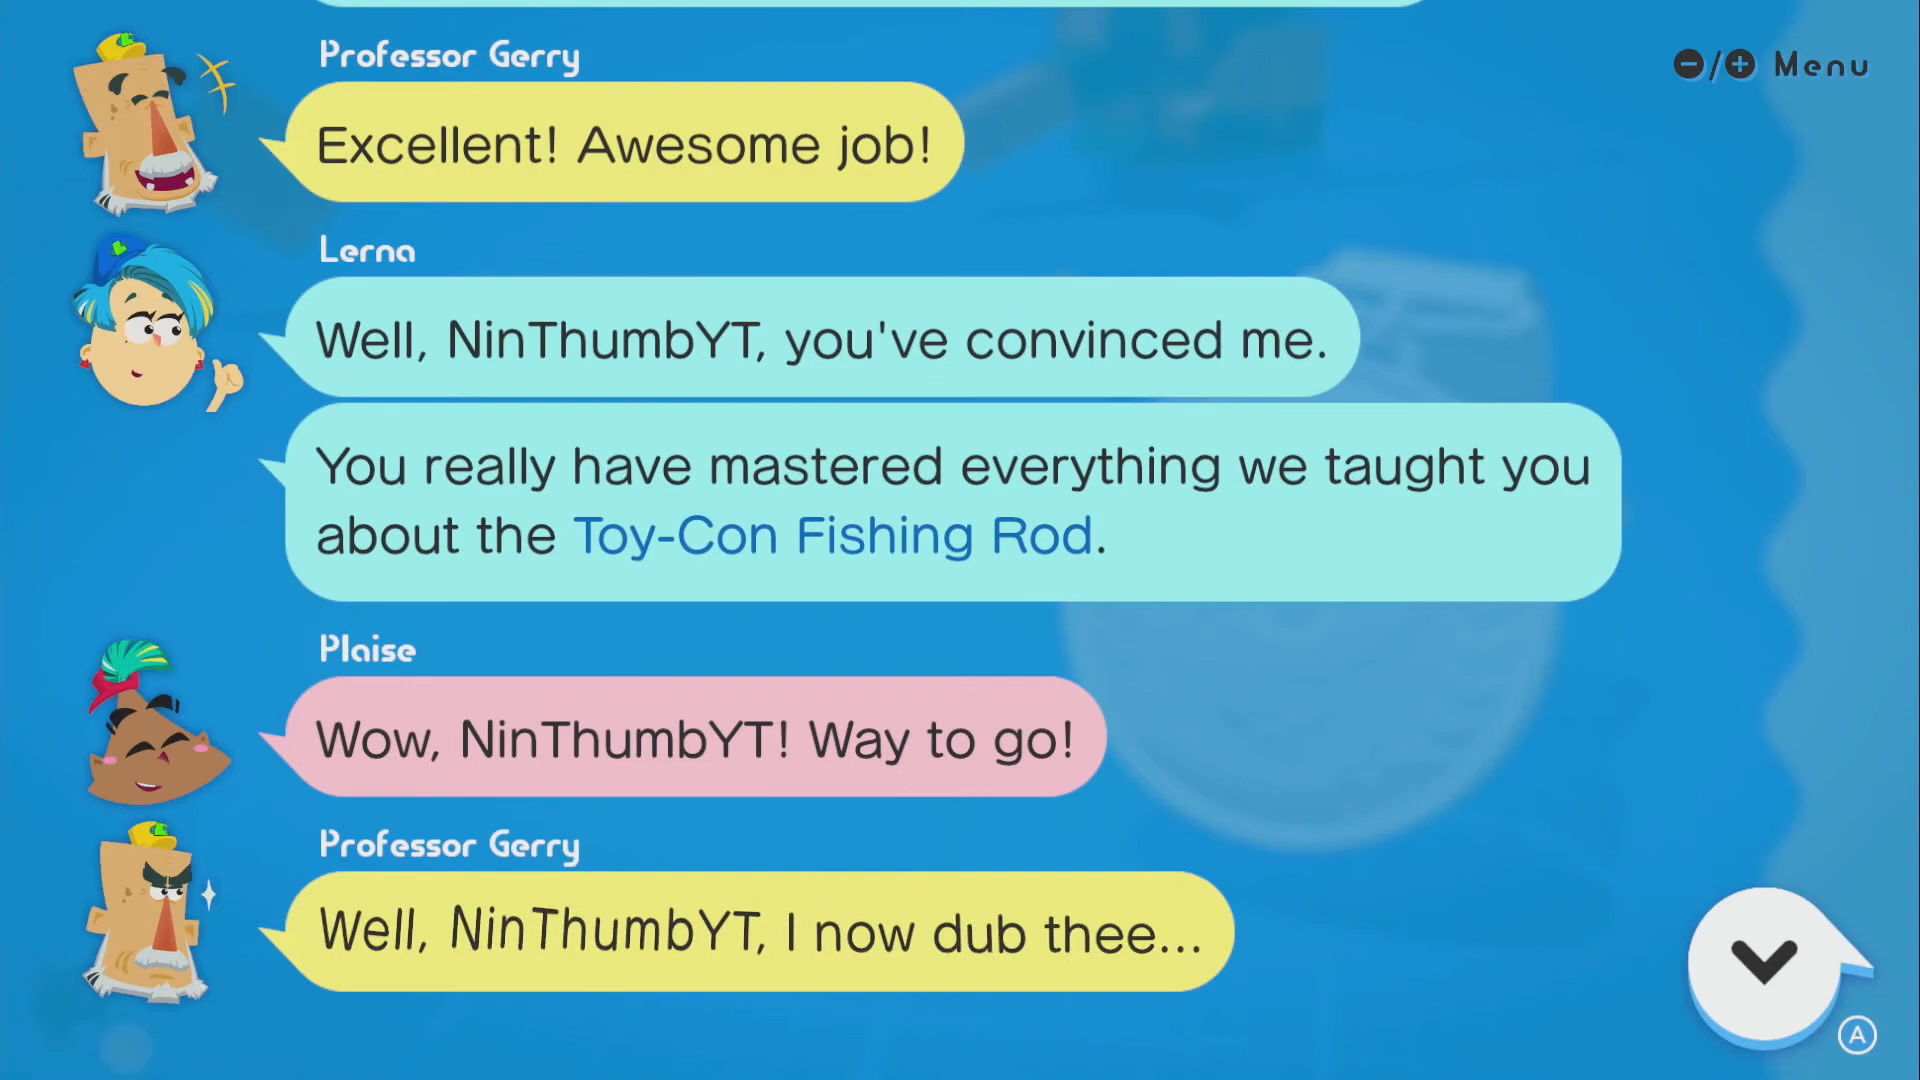 Professor Gerry
Menu
Excellent! Awesome job!
Lerna
Well, NinThumbYT, you've convinced me.
You really have mastered everything we taught you
about the Toy-Con Fishing Rod.
Plaise
Wow, NinThumbYT! Way to go!
Professor Gerry
Well, NinThumbYT, I now dub thee...
A